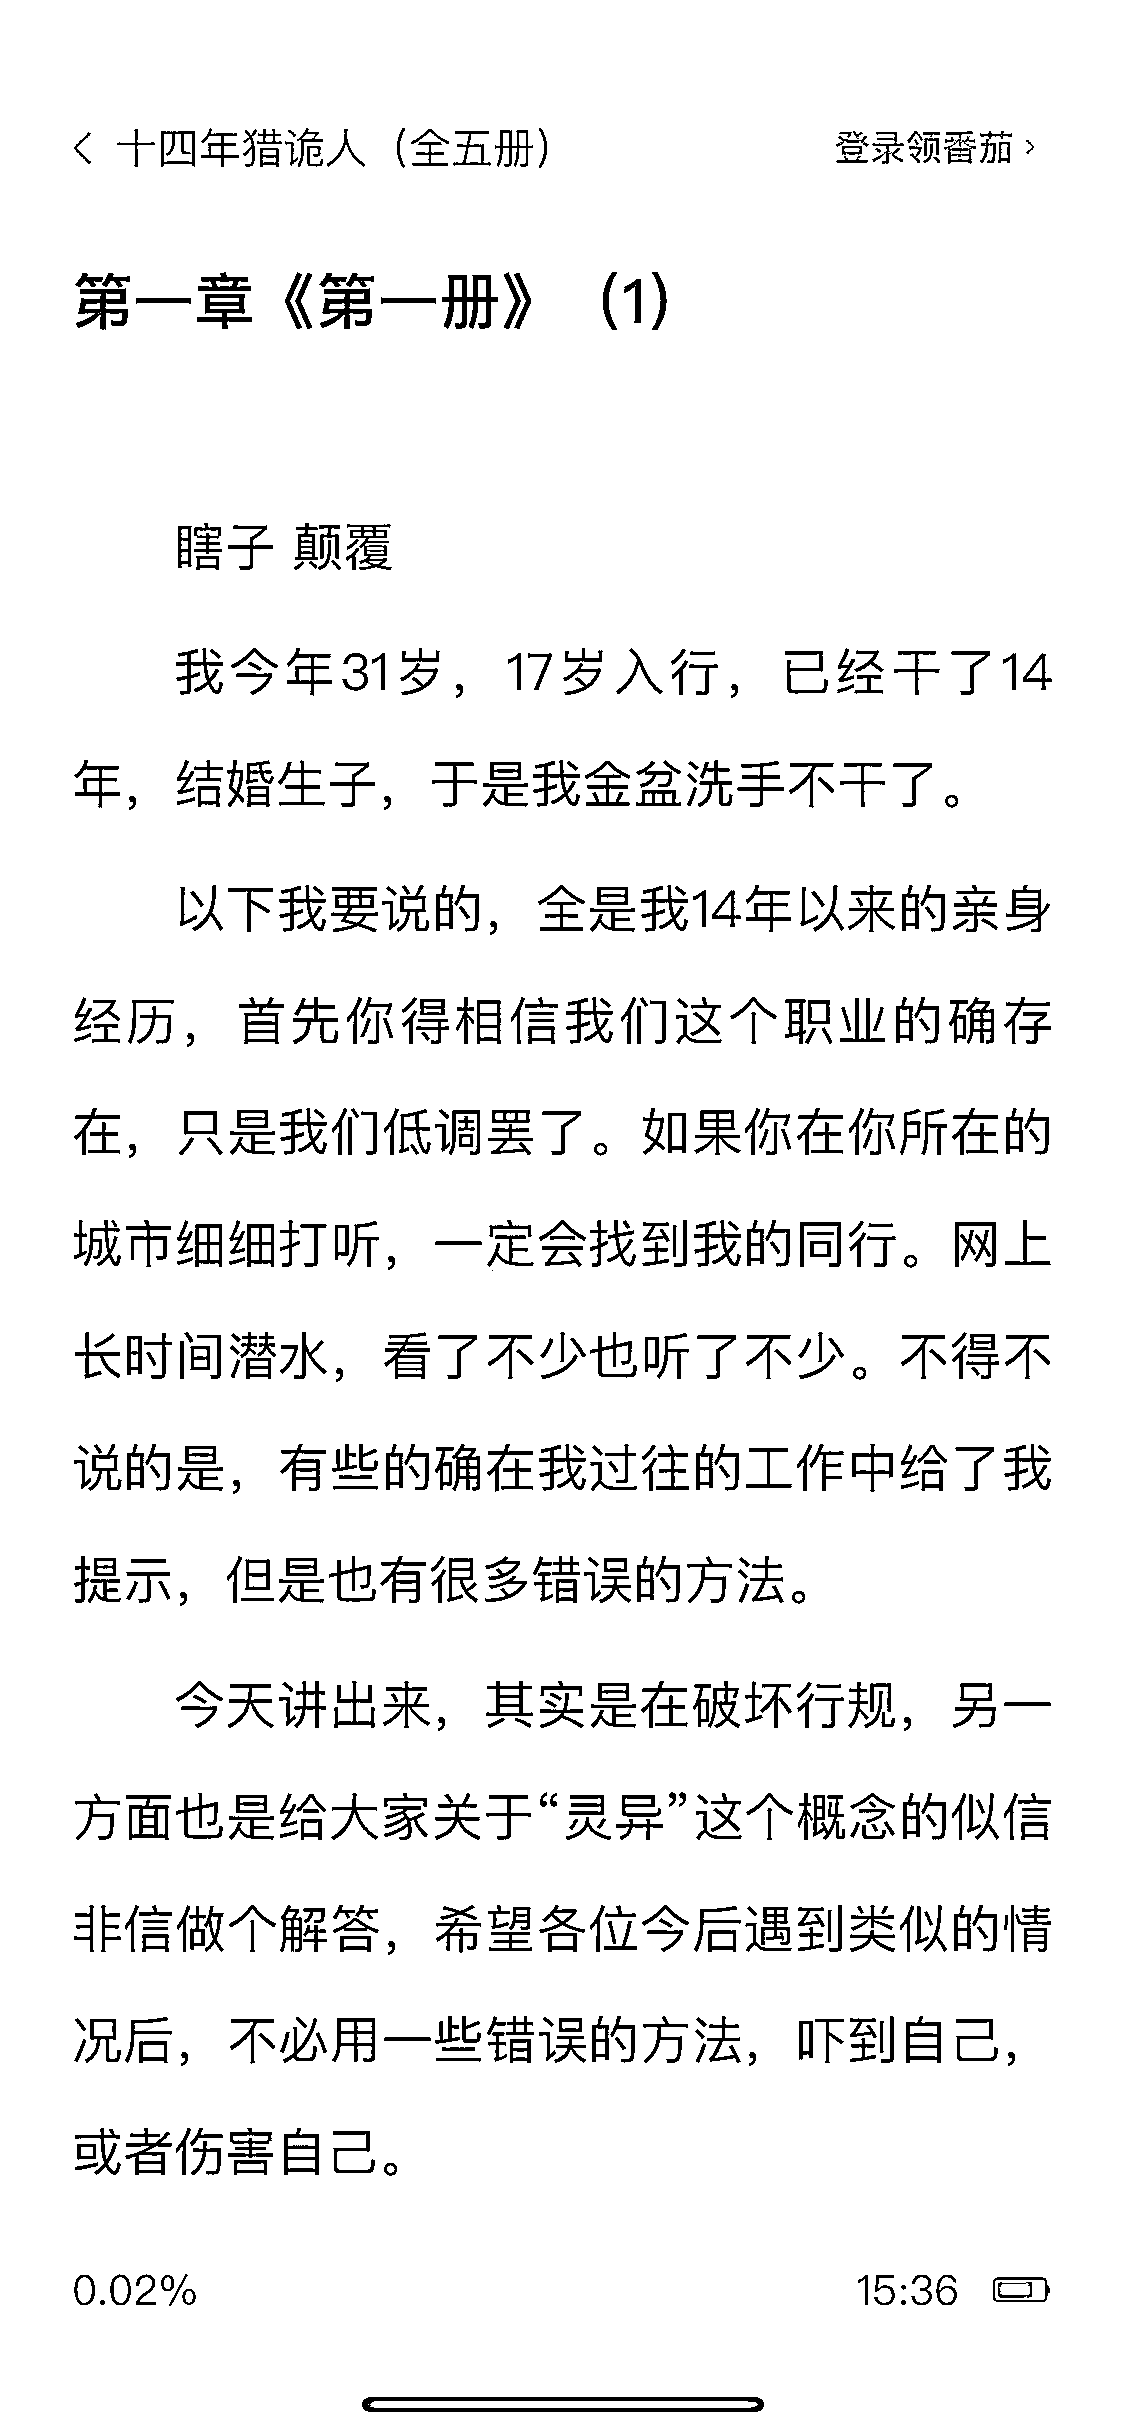 十四年猎诡人（全五册）
登录领番茄
第一章《第一册》（1）
瞎子 颠覆
我今年31岁，17岁入行，已经干了14
年，结婚生子，于是我金盆洗手不干了。
以下我要说的，全是我14年以来的亲身
经历，首先你得相信我们这个职业的确存
在，只是我们低调罢了。如果你在你所在的
城市细细打听，一定会找到我的同行。网上
长时间潜水，看了不少也听了不少。不得不
说的是，有些的确在我过往的工作中给了我
提示，但是也有很多错误的方法。
今天讲出来，其实是在破坏行规，另一
方面也是给大家关于“灵异”这个概念的似信
非信做个解答，希望各位今后遇到类似的情
况后，不必用一些错误的方法，吓到自己，
或者伤害自己。
0.02%
15:36